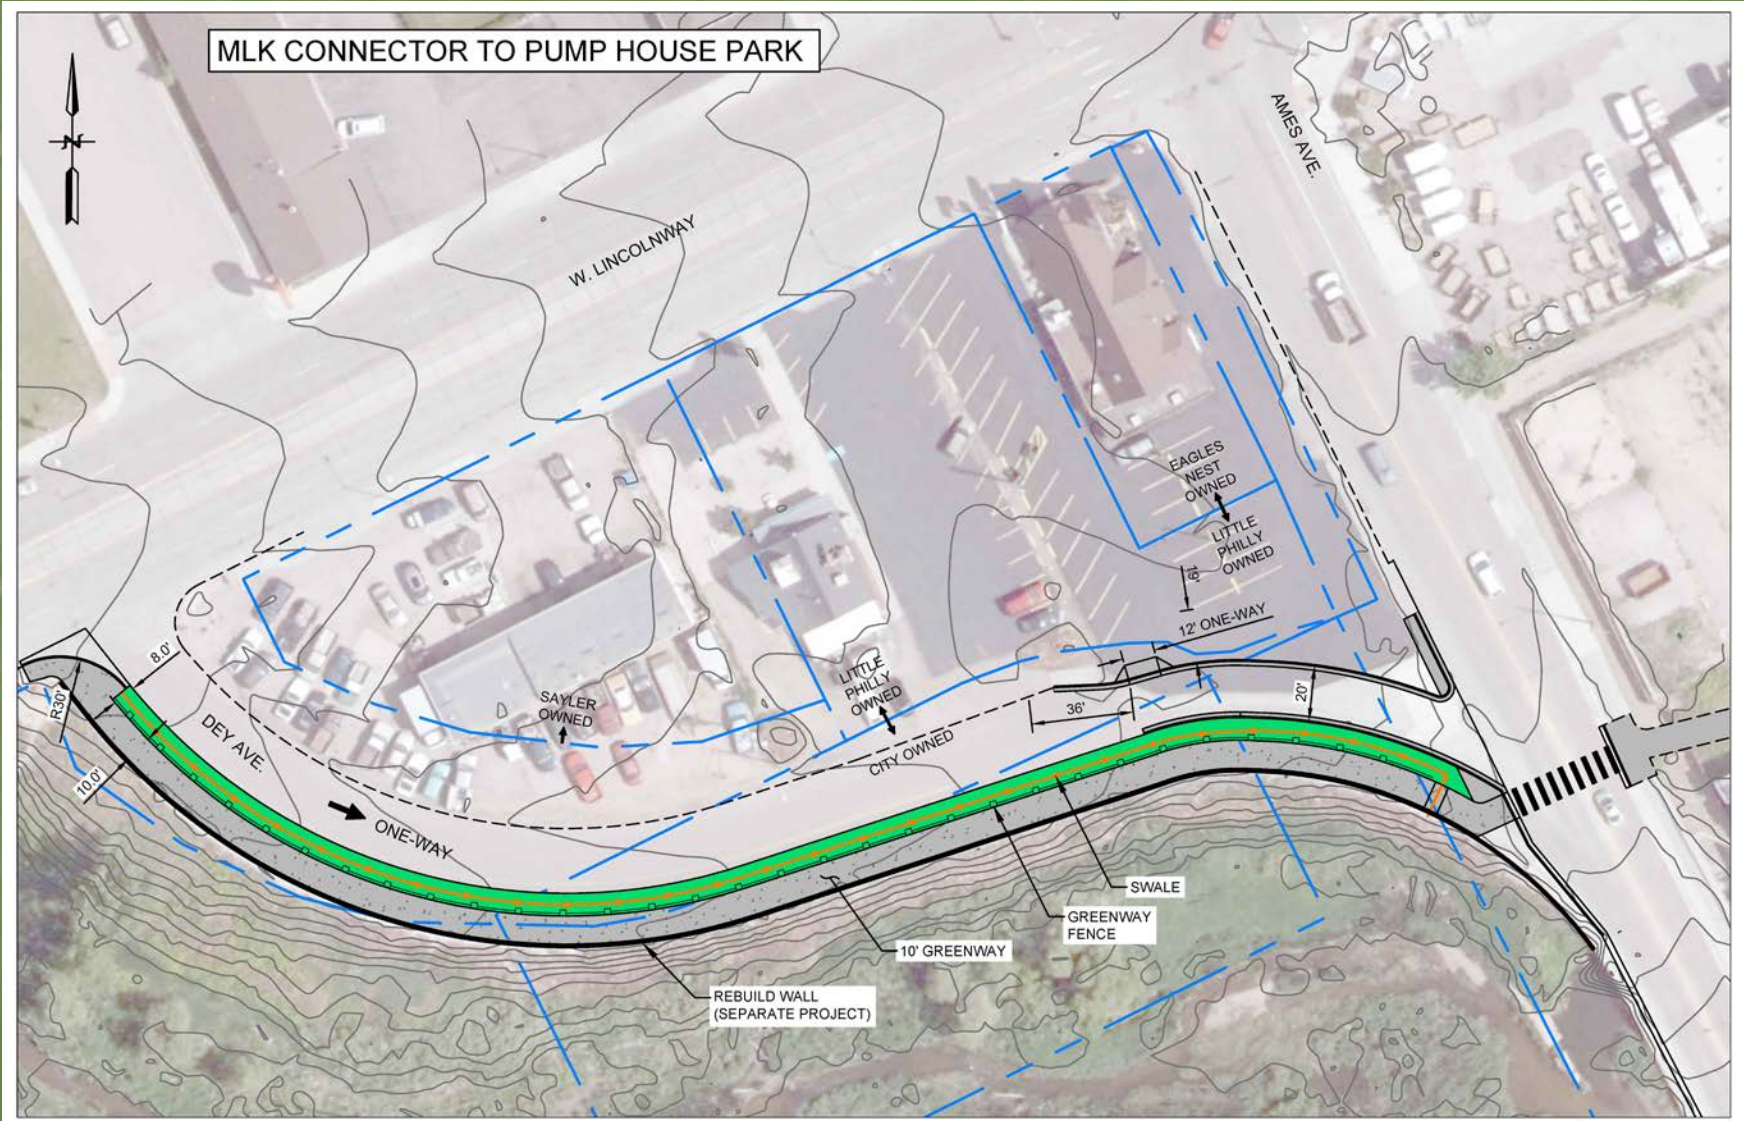 MLK CONNECTOR TO PUMP HOUSE PARK
N
AMES AVE.
W. LINCOLNWAY
EAGLES
NEST
OWNED
LITTLE
PHILLY
OWNED
19'
12' ONE-WAY
8.0'
R30'
10.0'
DEY AVE.
ONE-WAY
SAYLER
OWNED
LITTLE
PHILLY
OWNED
CITY OWNED
36'
20'
SWALE
GREENWAY
FENCE
10' GREENWAY
REBUILD WALL
(SEPARATE PROJECT)